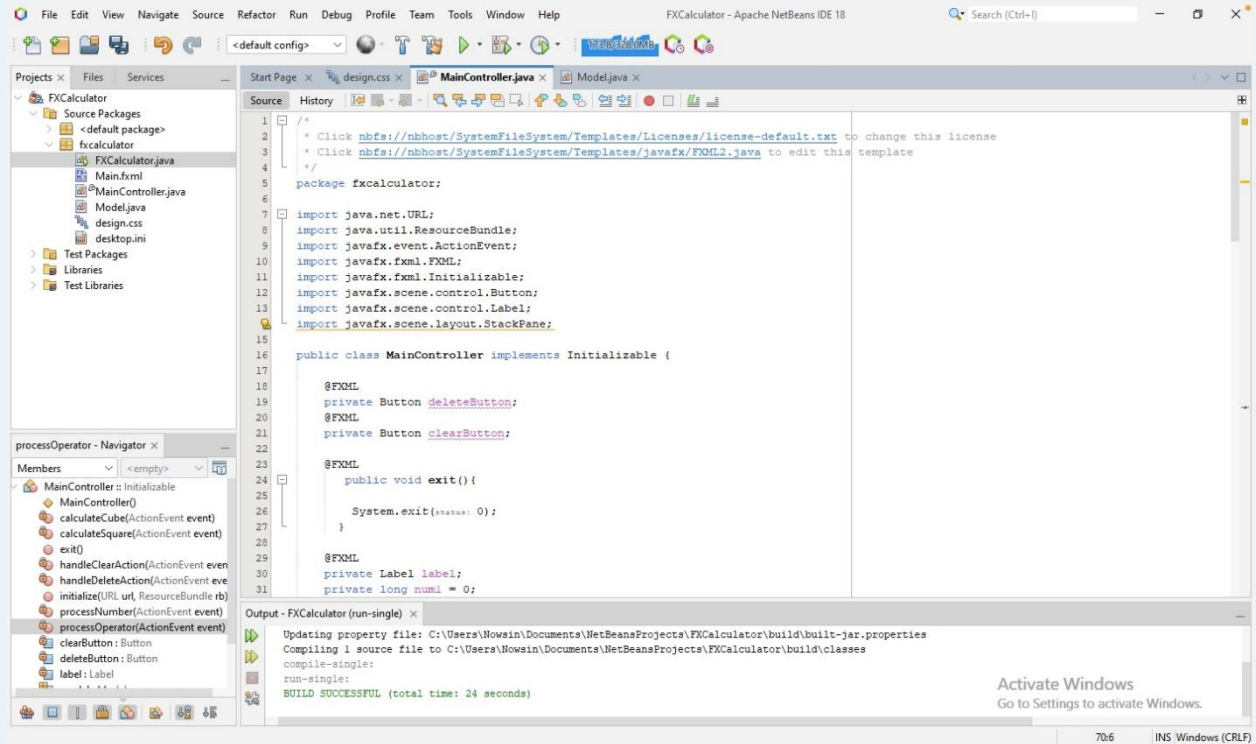 File Edit View Navigate Source Refactor Run Debug Profile Team Tools Window Help
FXCalculator - Apache NetBeans IDE 18
Search (Ctrl+I)
<default config>
173.8/328.0MB
Projects Files Services
FXCalculator
Source Packages
<default package>
fxcalculator
FXCalculator.java
Main.fxml
MainController.java
Model.java
design.css
desktop.ini
Test Packages
Libraries
Test Libraries
processOperator - Navigator
Members <empty>
MainController :: Initializable
MainController()
calculateCube(ActionEvent event)
calculateSquare(ActionEvent event)
exit()
handleClearAction(ActionEvent even
handleDeleteAction(ActionEvent eve
initialize(URL url, ResourceBundle rb)
processNumber(ActionEvent event)
processOperator(ActionEvent event)
clearButton : Button
deleteButton : Button
label : Label
Start Page design.css MainController.java Model.java
Source History
1 /*
2 * Click nbfs://nbhost/SystemFileSystem/Templates/Licenses/license-default.txt to change this license
3 * Click nbfs://nbhost/SystemFileSystem/Templates/javafx/FXML2.java to edit this template
4 */
5 package fxcalculator;
6
7 import java.net.URL;
8 import java.util.ResourceBundle;
9 import javafx.event.ActionEvent;
10 import javafx.fxml.FXML;
11 import javafx.fxml.Initializable;
12 import javafx.scene.control.Button;
13 import javafx.scene.control.Label;
import javafx.scene.layout.StackPane;
15
16 public class MainController implements Initializable {
17
18 @FXML
19 private Button deleteButton;
20 @FXML
21 private Button clearButton;
22
23 @FXML
24 public void exit(){
25
26 System.exit(status: 0);
27 }
28
29 @FXML
30 private Label label;
31 private long num1 = 0;
Output - FXCalculator (run-single)
Updating property file: C:\Users\Nowsin\Documents\NetBeansProjects\FXCalculator\build\built-jar.properties
Compiling 1 source file to C:\Users\Nowsin\Documents\NetBeansProjects\FXCalculator\build\classes
compile-single:
run-single:
BUILD SUCCESSFUL (total time: 24 seconds)
Activate Windows
Go to Settings to activate Windows.
70:6 INS Windows (CRLF)